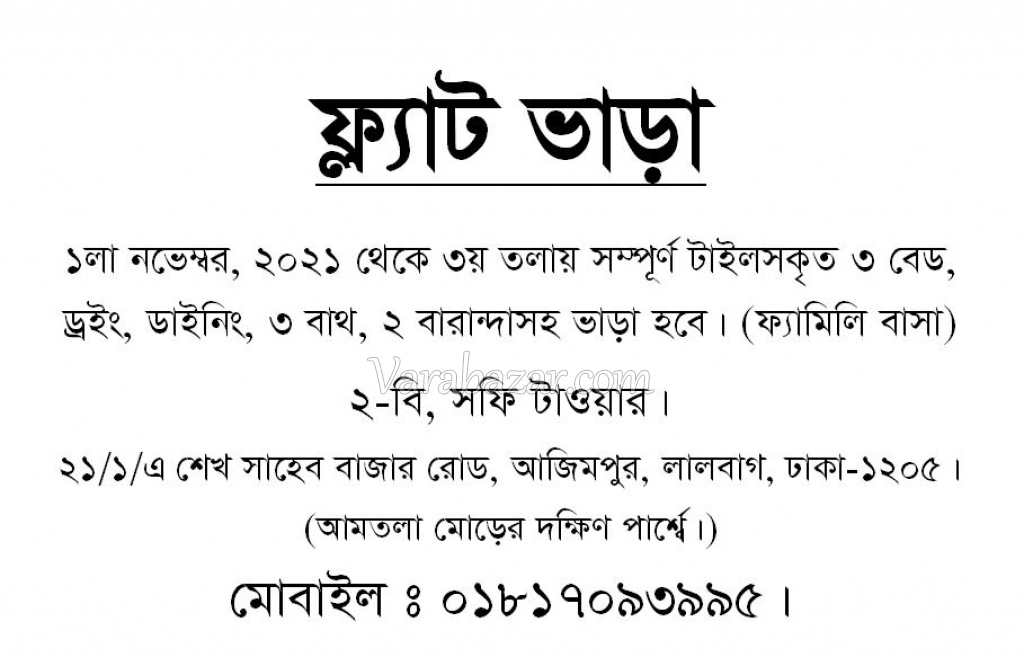 ফ্ল্যাট ভাড়া
১লা নভেম্বর, ২০২১ থেকে ৩য় তলায় সম্পূর্ণ টাইলসকৃত ৩ বেড,
ড্রইং, ডাইনিং, ৩ বাথ, ২ বারান্দাসহ ভাড়া হবে। (ফ্যামিলি বাসা)
Varabazar.com
২-বি, সফি টাওয়ার।
২১/১/এ শেখ সাহেব বাজার রোড, আজিমপুর, লালবাগ, ঢাকা-১২০৫।
(আমতলা মোড়ের দক্ষিণ পার্শ্বে।)
মোবাইল ঃ ০১৮১৭০৯৩৯৯৫।